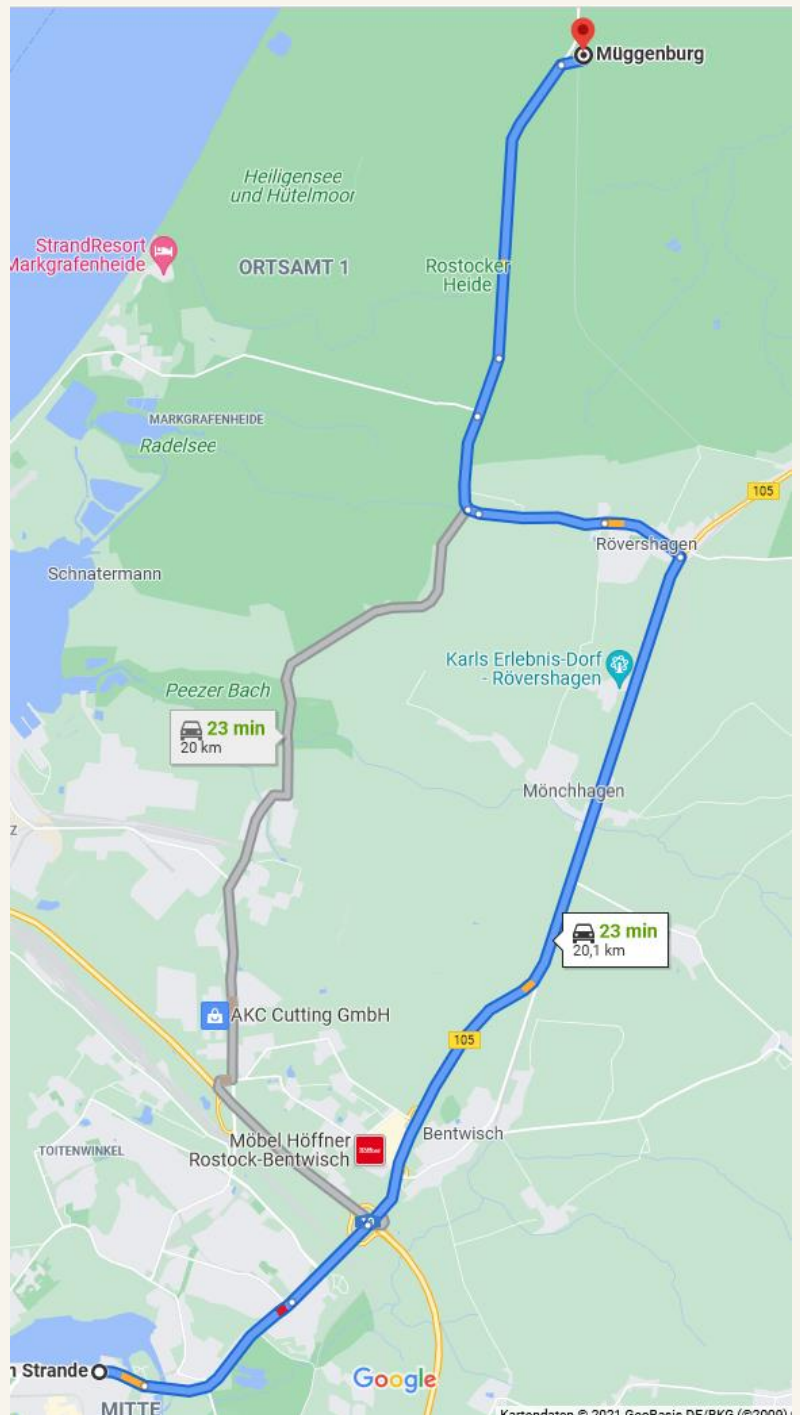 Müggenburg
Heiligensee
und Hütelmoor
StrandResort
Markgrafenheide
ORTSAMT 1
Rostocker
Heide
MARKGRAFENHEIDE
Radelsee
105
Rövershagen
Schnatermann
Karls Erlebnis-Dorf
- Rövershagen
Peezer Bach
23 min
20 km
Mönchhagen
z
23 min
20,1 km
AKC Cutting GmbH
105
Bentwisch
Möbel Höffner
Rostock-Bentwisch
TOITENWINKEL
n Strande
Google
MITTE
Kartendaten © 2021 GeoBasis-DE/BKG (©2009)